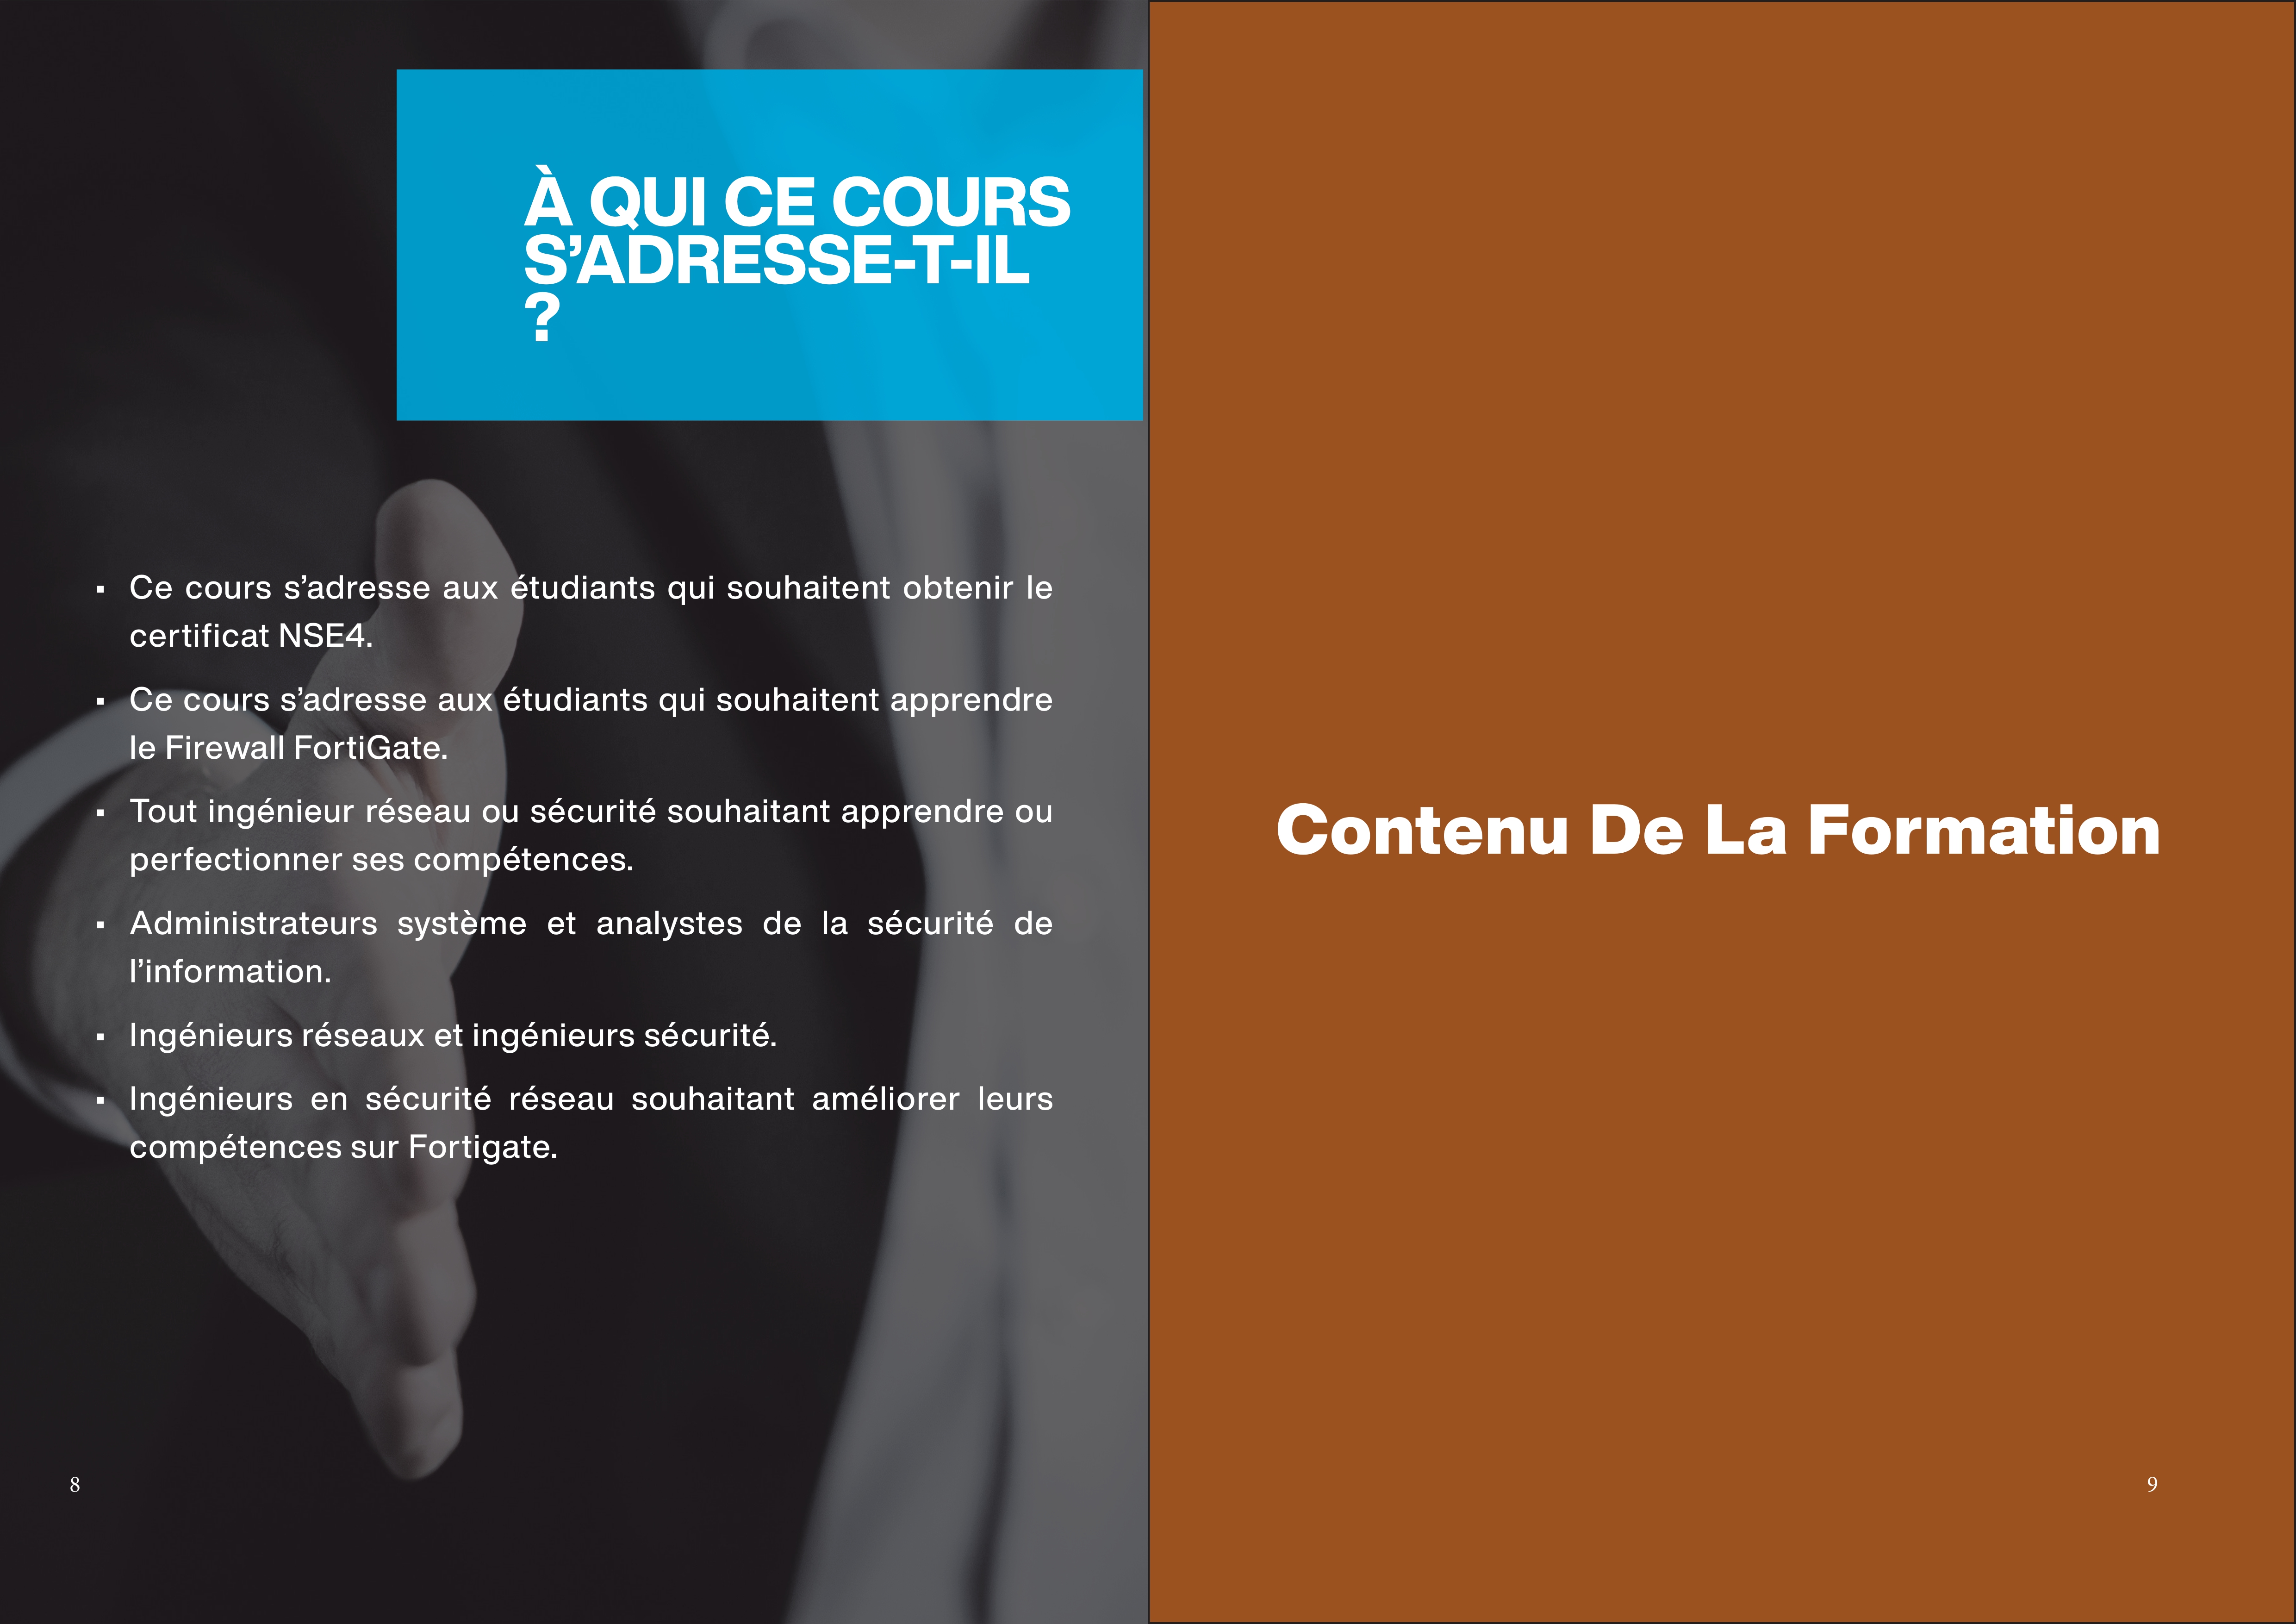 À QUI CE COURS
S’ADRESSE-T-IL
?
▪ Ce cours s’adresse aux étudiants qui souhaitent obtenir le
certificat NSE4.
▪ Ce cours s’adresse aux étudiants qui souhaitent apprendre
le Firewall FortiGate.
▪ Tout ingénieur réseau ou sécurité souhaitant apprendre ou
perfectionner ses compétences.
▪ Administrateurs système et analystes de la sécurité de
l’information.
▪ Ingénieurs réseaux et ingénieurs sécurité.
▪ Ingénieurs en sécurité réseau souhaitant améliorer leurs
compétences sur Fortigate.
8
Contenu De La Formation
9